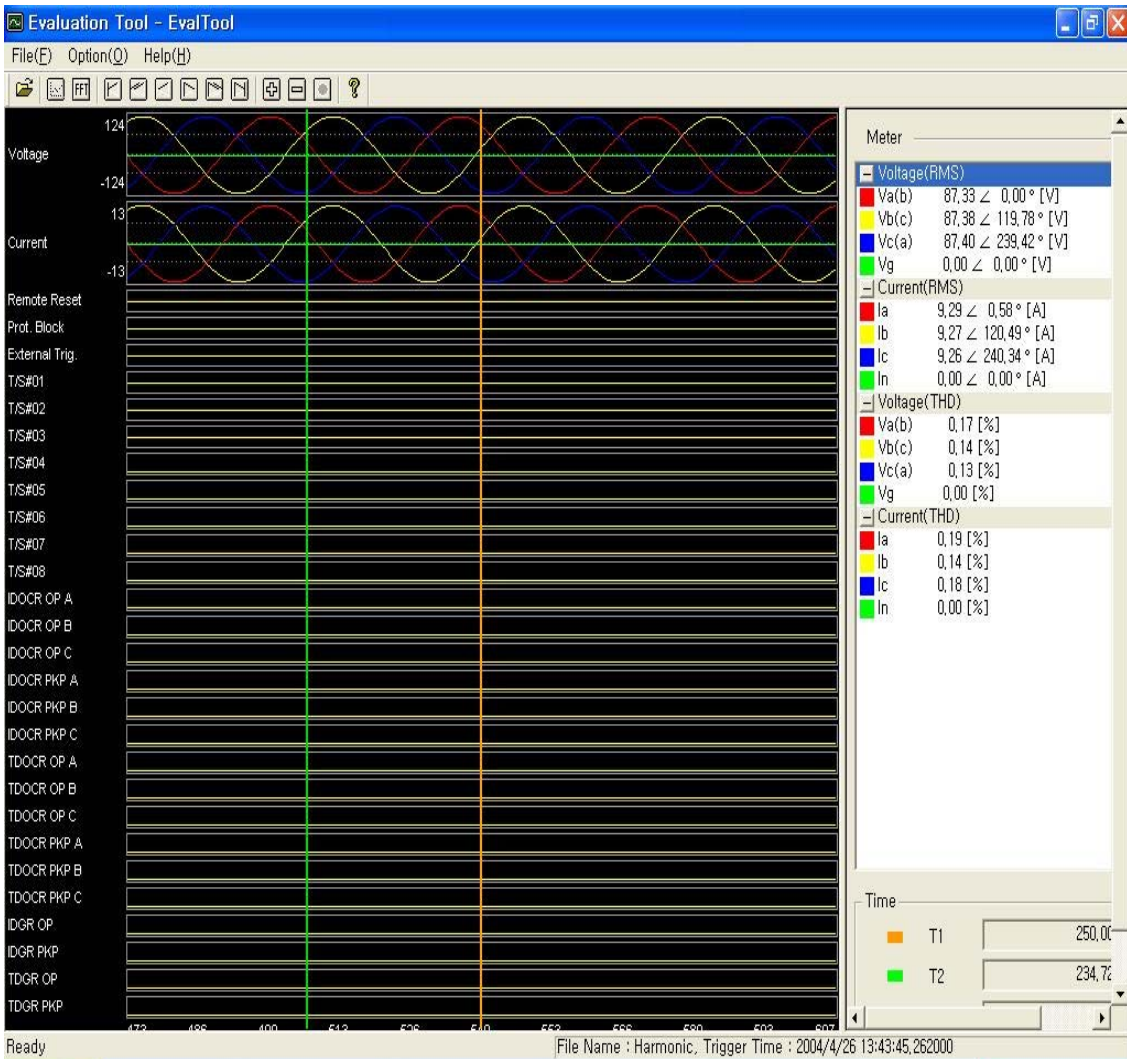 Evaluation Tool - EvalTool
File(F) Option(O) Help(H)
FFT
124
Voltage
-124
13
Current
-13
Remote Reset
Prot. Block
External Trig.
T/S#01
T/S#02
T/S#03
T/S#04
T/S#05
T/S#06
T/S#07
T/S#08
IDOCR OP A
IDOCR OP B
IDOCR OP C
IDOCR PKP A
IDOCR PKP B
IDOCR PKP C
TDOCR OP A
TDOCR OP B
TDOCR OP C
TDOCR PKP A
TDOCR PKP B
TDOCR PKP C
IDGR OP
IDGR PKP
TDGR OP
TDGR PKP
Meter
Voltage(RMS)
Va(b) 87,33 ∠ 0,00 ° [V]
Vb(c) 87,38 ∠ 119,78 ° [V]
Vc(a) 87,40 ∠ 239,42 ° [V]
Vg 0,00 ∠ 0,00 ° [V]
Current(RMS)
Ia 9,29 ∠ 0,58 ° [A]
Ib 9,27 ∠ 120,49 ° [A]
Ic 9,26 ∠ 240,34 ° [A]
In 0,00 ∠ 0,00 ° [A]
Voltage(THD)
Va(b) 0,17 [%]
Vb(c) 0,14 [%]
Vc(a) 0,13 [%]
Vg 0,00 [%]
Current(THD)
Ia 0,19 [%]
Ib 0,14 [%]
Ic 0,18 [%]
In 0,00 [%]
Time
T1 250,00
T2 234,72
Ready
File Name : Harmonic, Trigger Time : 2004/4/26 13:43:45,262000